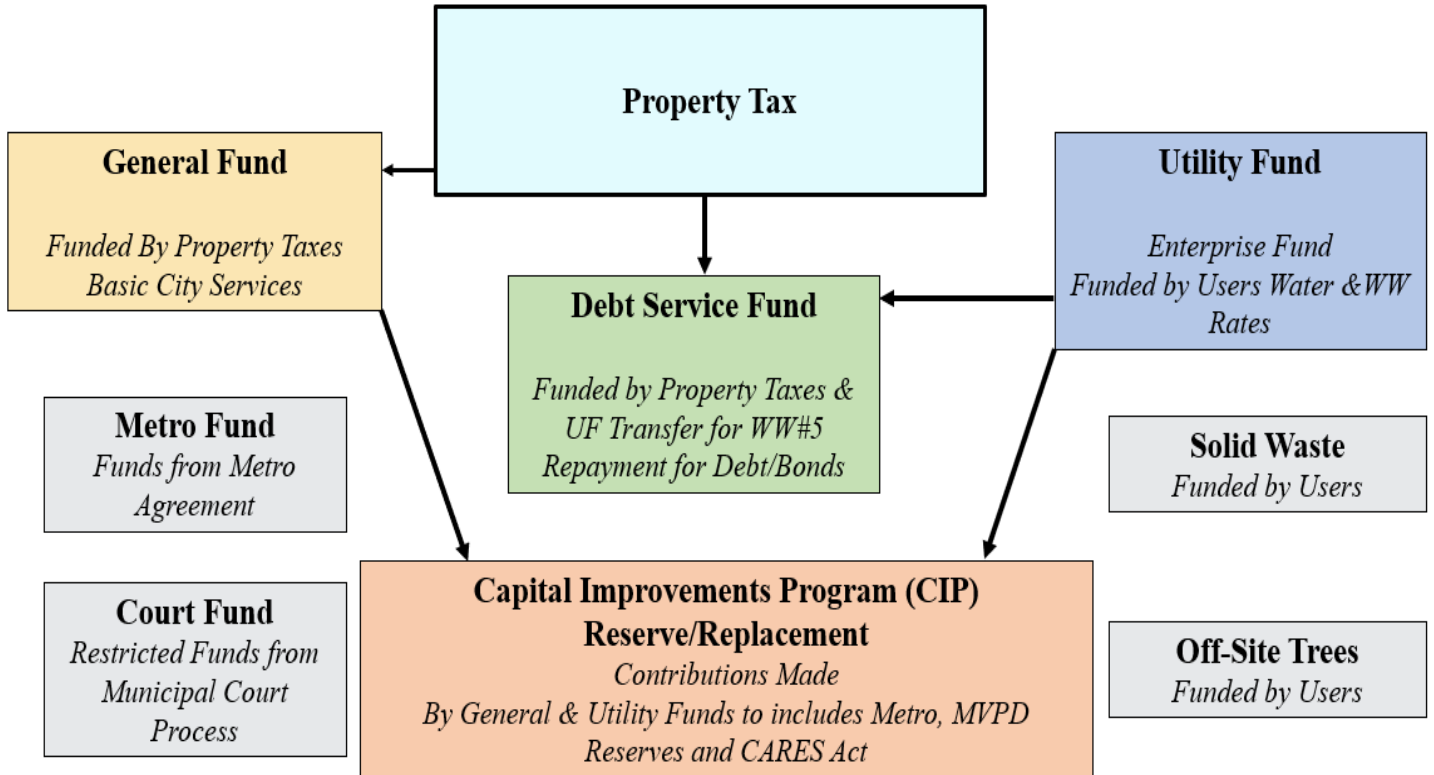 Property Tax
General Fund
Funded By Property Taxes
Basic City Services
Utility Fund
Enterprise Fund
Funded by Users Water &WW
Rates
Debt Service Fund
Funded by Property Taxes &
UF Transfer for WW#5
Repayment for Debt/Bonds
Metro Fund
Funds from Metro
Agreement
Solid Waste
Funded by Users
Court Fund
Restricted Funds from
Municipal Court
Process
Capital Improvements Program (CIP)
Reserve/Replacement
Contributions Made
By General & Utility Funds to includes Metro, MVPD
Reserves and CARES Act
Off-Site Trees
Funded by Users